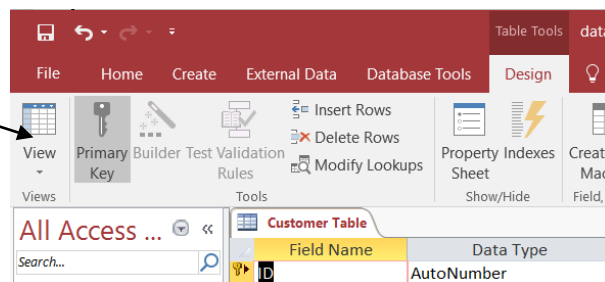 Table Tools data
File Home Create External Data Database Tools Design
View Primary Key Builder Test Validation Rules Insert Rows Delete Rows Modify Lookups Property Sheet Indexes
Views Tools Show/Hide Field,
All Access ... «
Customer Table
Search...
Field Name Data Type
ID AutoNumber